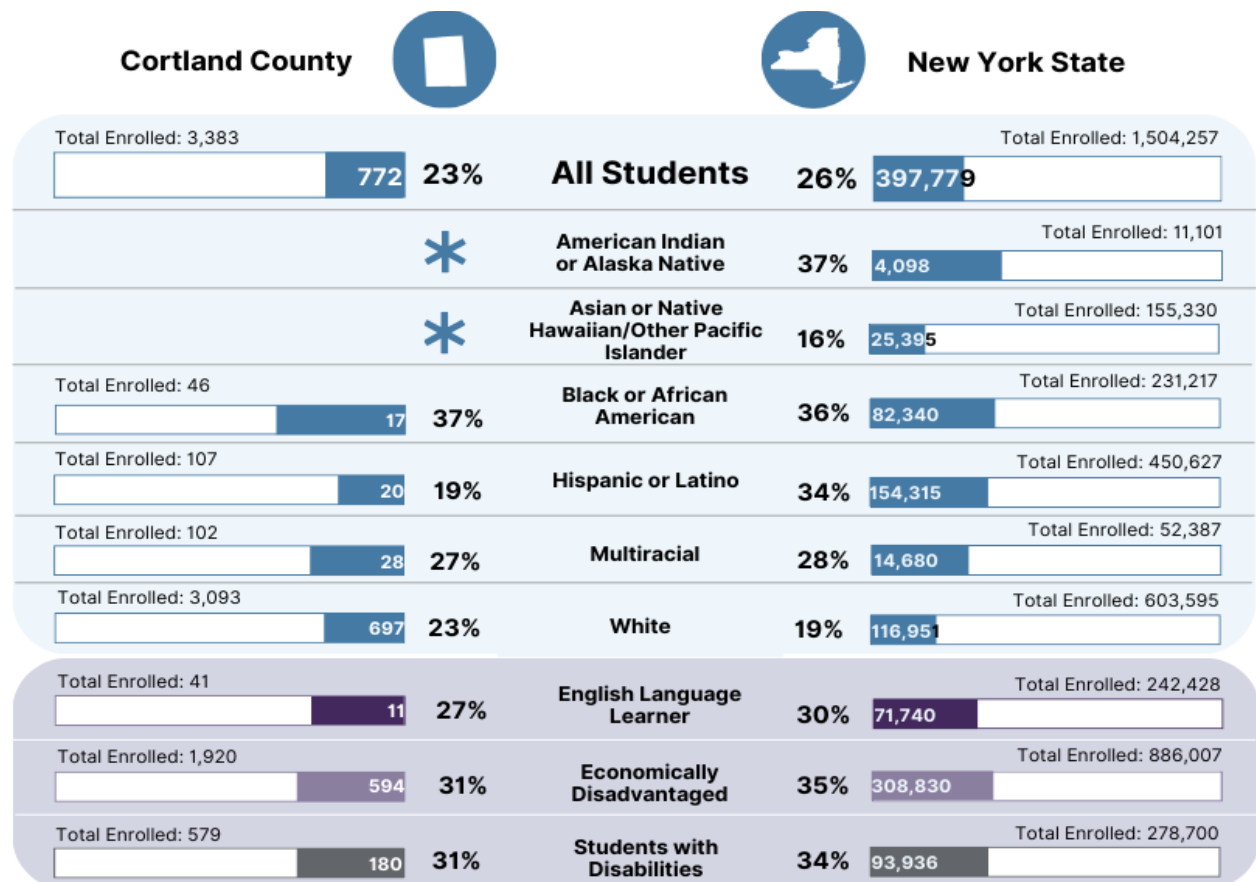 Cortland County
New York State
Total Enrolled: 3,383
Total Enrolled: 1,504,257
772 23%
All Students
26% 397,779
*
American Indian
or Alaska Native
Total Enrolled: 11,101
37% 4,098
*
Asian or Native
Hawaiian/Other Pacific
Islander
Total Enrolled: 155,330
16% 25,395
Total Enrolled: 46
17 37%
Black or African
American
Total Enrolled: 231,217
36% 82,340
Total Enrolled: 107
20 19%
Hispanic or Latino
Total Enrolled: 450,627
34% 154,315
Total Enrolled: 102
28 27%
Multiracial
Total Enrolled: 52,387
28% 14,680
Total Enrolled: 3,093
697 23%
White
Total Enrolled: 603,595
19% 116,951
Total Enrolled: 41
11 27%
English Language
Learner
Total Enrolled: 242,428
30% 71,740
Total Enrolled: 1,920
594 31%
Economically
Disadvantaged
Total Enrolled: 886,007
35% 308,830
Total Enrolled: 579
180 31%
Students with
Disabilities
Total Enrolled: 278,700
34% 93,936